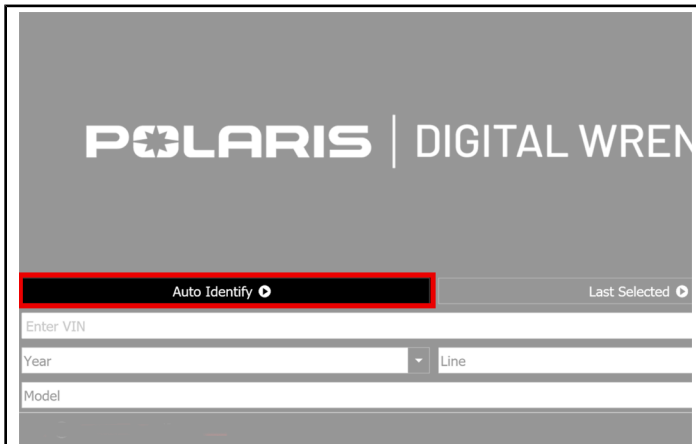 POLARIS | DIGITAL WREN
Auto Identify
Last Selected
Enter VIN
Year
Line
Model